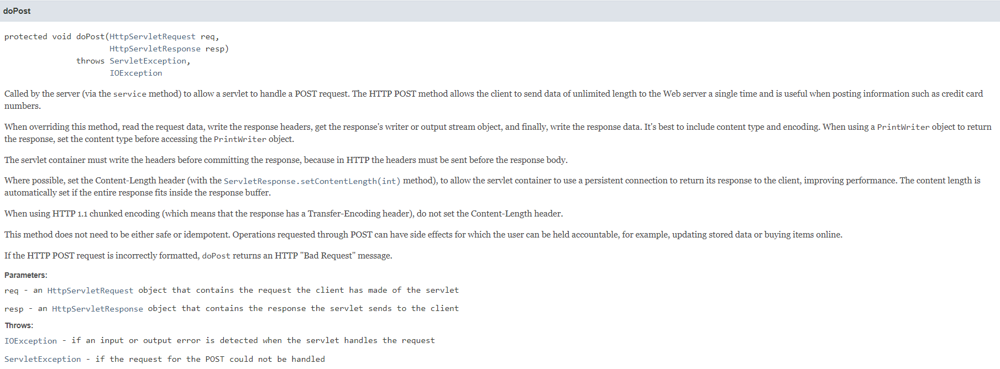 doPost
protected void doPost(HttpServletRequest req,
HttpServletResponse resp)
throws ServletException,
IOException
Called by the server (via the service method) to allow a servlet to handle a POST request. The HTTP POST method allows the client to send data of unlimited length to the Web server a single time and is useful when posting information such as credit card
numbers.
When overriding this method, read the request data, write the response headers, get the response's writer or output stream object, and finally, write the response data. It's best to include content type and encoding. When using a PrintWriter object to return
the response, set the content type before accessing the PrintWriter object.
The servlet container must write the headers before committing the response, because in HTTP the headers must be sent before the response body.
Where possible, set the Content-Length header (with the ServletResponse.setContentLength(int) method), to allow the servlet container to use a persistent connection to return its response to the client, improving performance. The content length is
automatically set if the entire response fits inside the response buffer.
When using HTTP 1.1 chunked encoding (which means that the response has a Transfer-Encoding header), do not set the Content-Length header.
This method does not need to be either safe or idempotent. Operations requested through POST can have side effects for which the user can be held accountable, for example, updating stored data or buying items online.
If the HTTP POST request is incorrectly formatted, doPost returns an HTTP "Bad Request" message.
Parameters:
req - an HttpServletRequest object that contains the request the client has made of the servlet
resp - an HttpServletResponse object that contains the response the servlet sends to the client
Throws:
IOException - if an input or output error is detected when the servlet handles the request
ServletException - if the request for the POST could not be handled